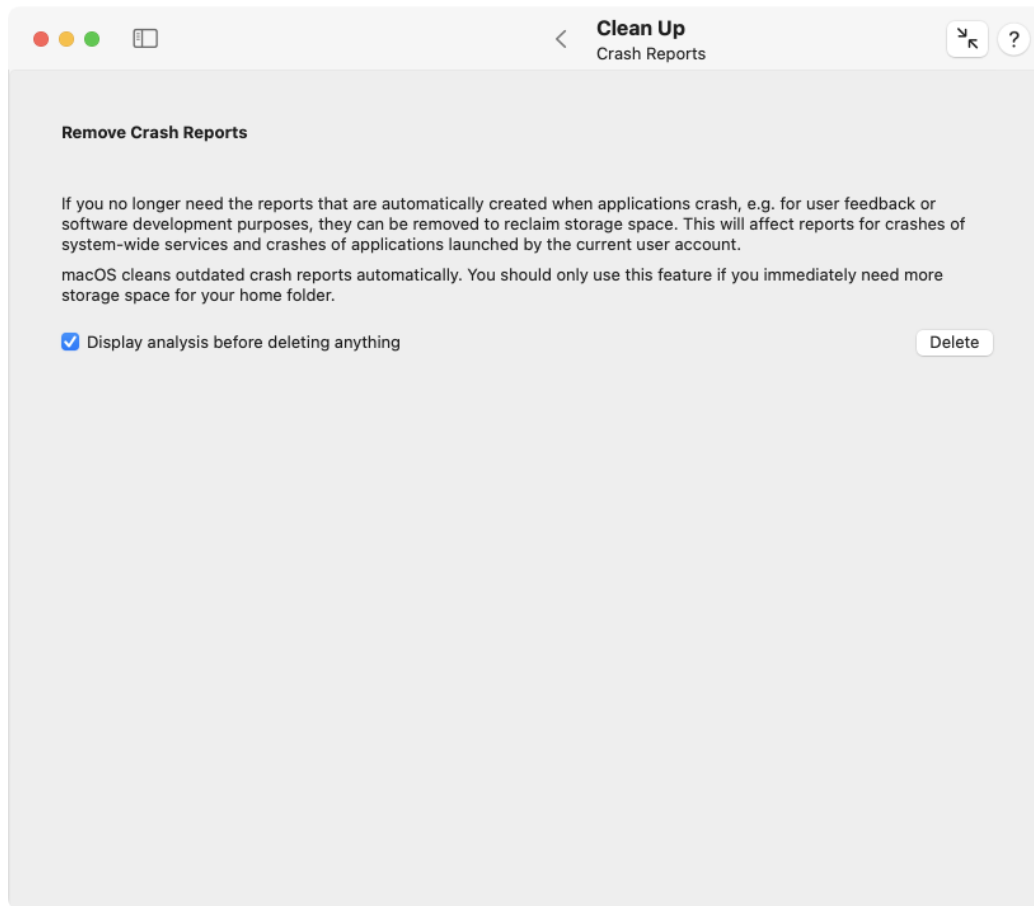 Clean Up
Crash Reports
?
Remove Crash Reports
If you no longer need the reports that are automatically created when applications crash, e.g. for user feedback or
software development purposes, they can be removed to reclaim storage space. This will affect reports for crashes of
system-wide services and crashes of applications launched by the current user account.
macOS cleans outdated crash reports automatically. You should only use this feature if you immediately need more
storage space for your home folder.
Display analysis before deleting anything
Delete